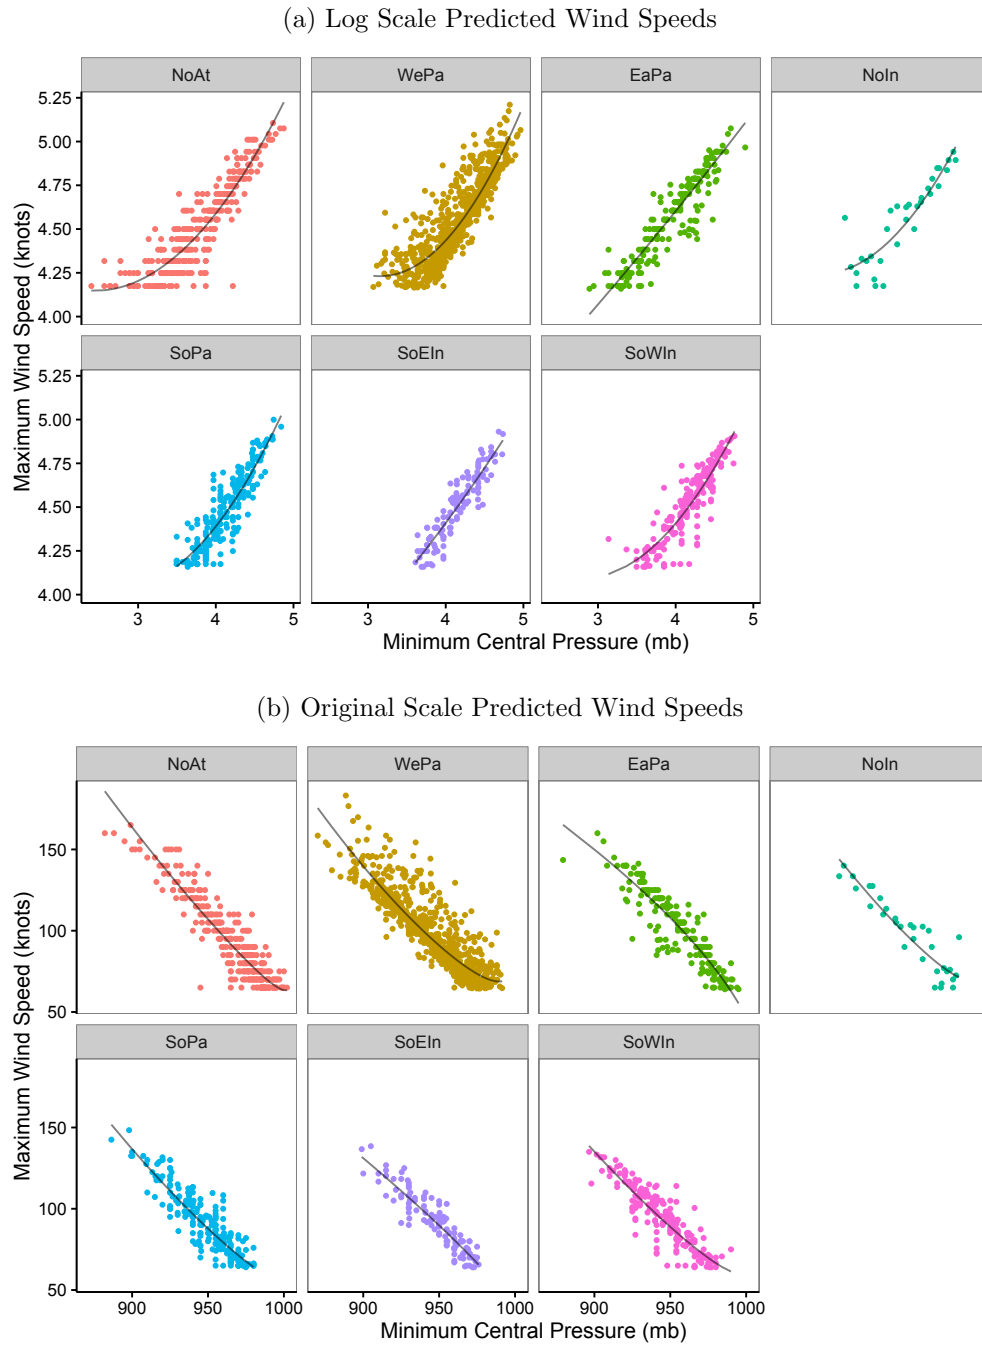 (a) Log Scale Predicted Wind Speeds
NoAt WePa EaPa NoIn
5.25
5.00
4.75
4.50
4.25
4.00
SoPa SoEIn SoWIn
5.25
5.00
4.75
4.50
4.25
4.00
Maximum Wind Speed (knots)
3 4 5 3 4 5 3 4 5
Minimum Central Pressure (mb)
(b) Original Scale Predicted Wind Speeds
NoAt WePa EaPa NoIn
150
100
50
SoPa SoEIn SoWIn
150
100
50
Maximum Wind Speed (knots)
900 950 1000 900 950 1000 900 950 1000
Minimum Central Pressure (mb)